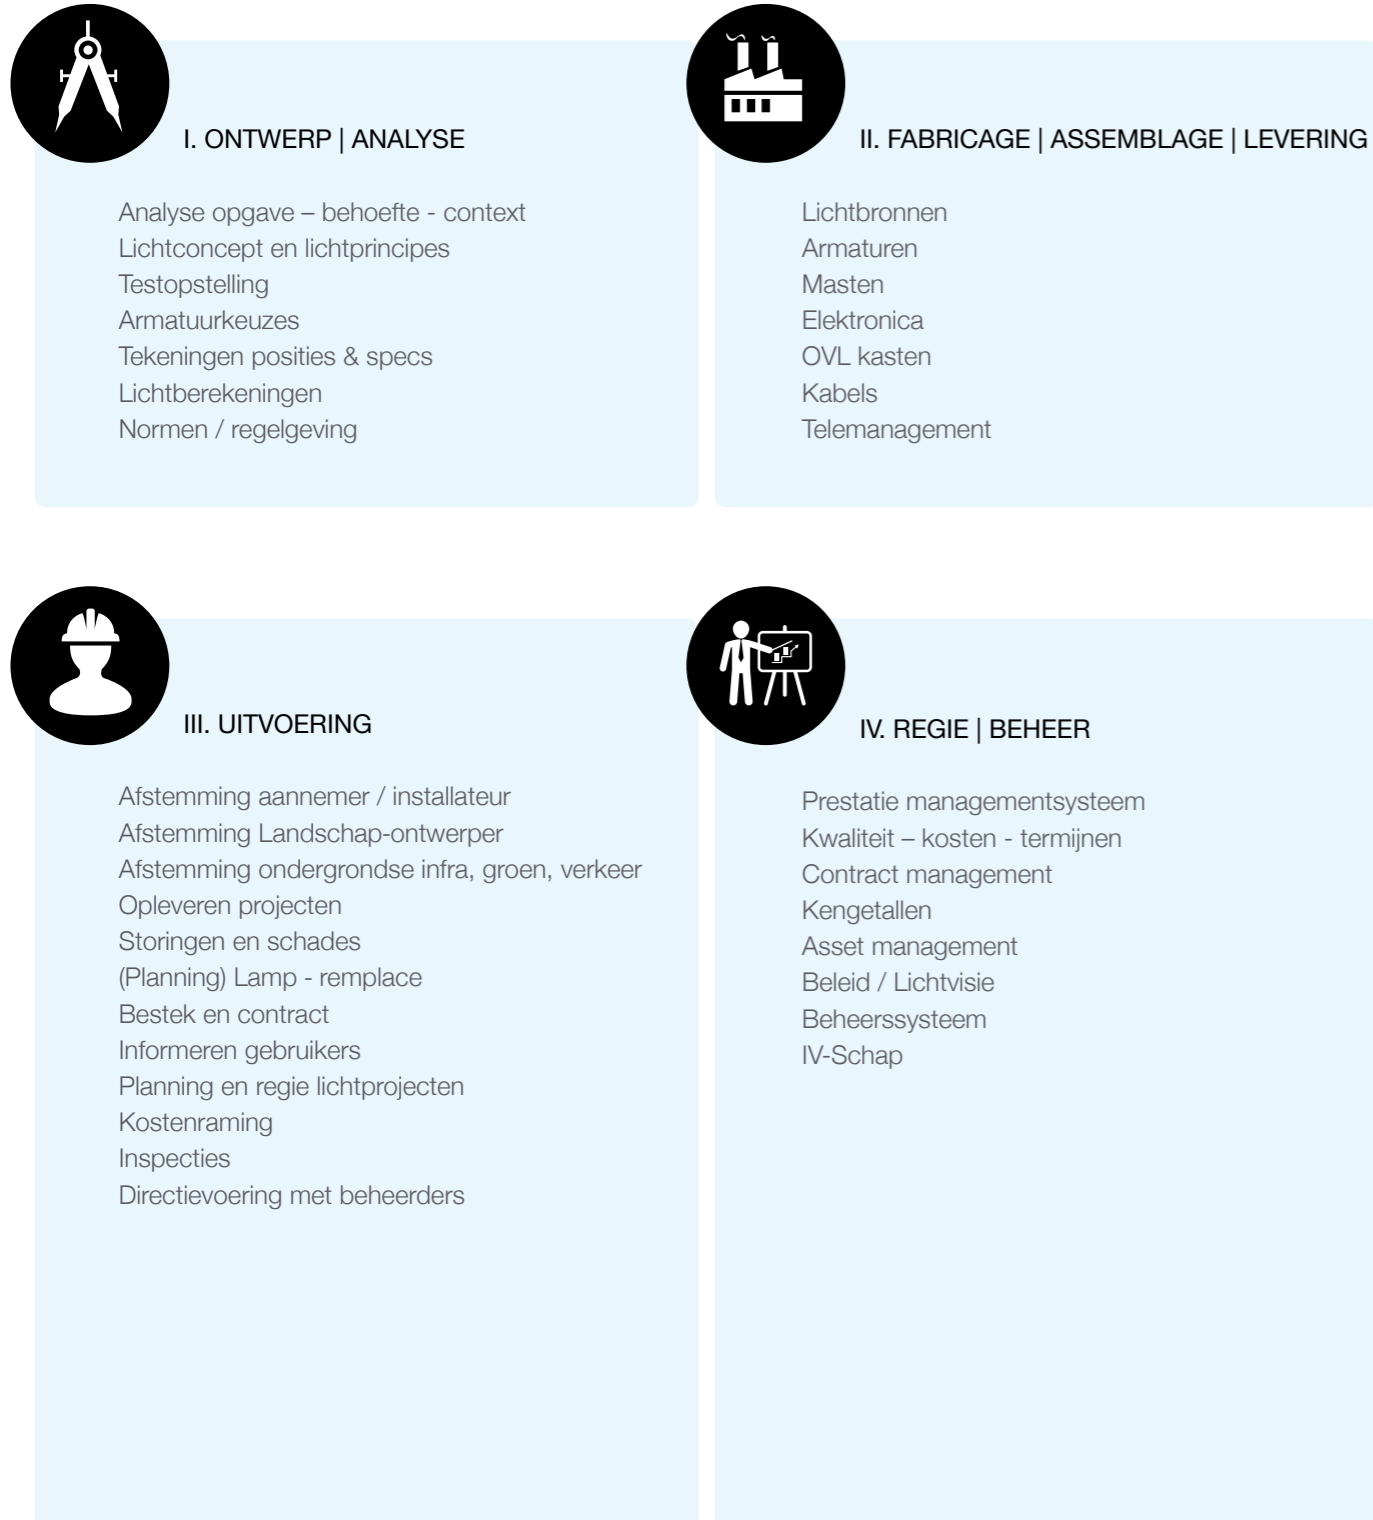 I. ONTWERP | ANALYSE
Analyse opgave – behoefte - context
Lichtconcept en lichtprincipes
Testopstelling
Armatuurkeuzes
Tekeningen posities & specs
Lichtberekeningen
Normen / regelgeving
II. FABRICAGE | ASSEMBLAGE | LEVERING
Lichtbronnen
Armaturen
Masten
Elektronica
OVL kasten
Kabels
Telemanagement
III. UITVOERING
Afstemming aannemer / installateur
Afstemming Landschap-ontwerper
Afstemming ondergrondse infra, groen, verkeer
Opleveren projecten
Storingen en schades
(Planning) Lamp - remplace
Bestek en contract
Informeren gebruikers
Planning en regie lichtprojecten
Kostenraming
Inspecties
Directievoering met beheerders
IV. REGIE | BEHEER
Prestatie managementsysteem
Kwaliteit – kosten - termijnen
Contract management
Kengetallen
Asset management
Beleid / Lichtvisie
Beheerssysteem
IV-Schap